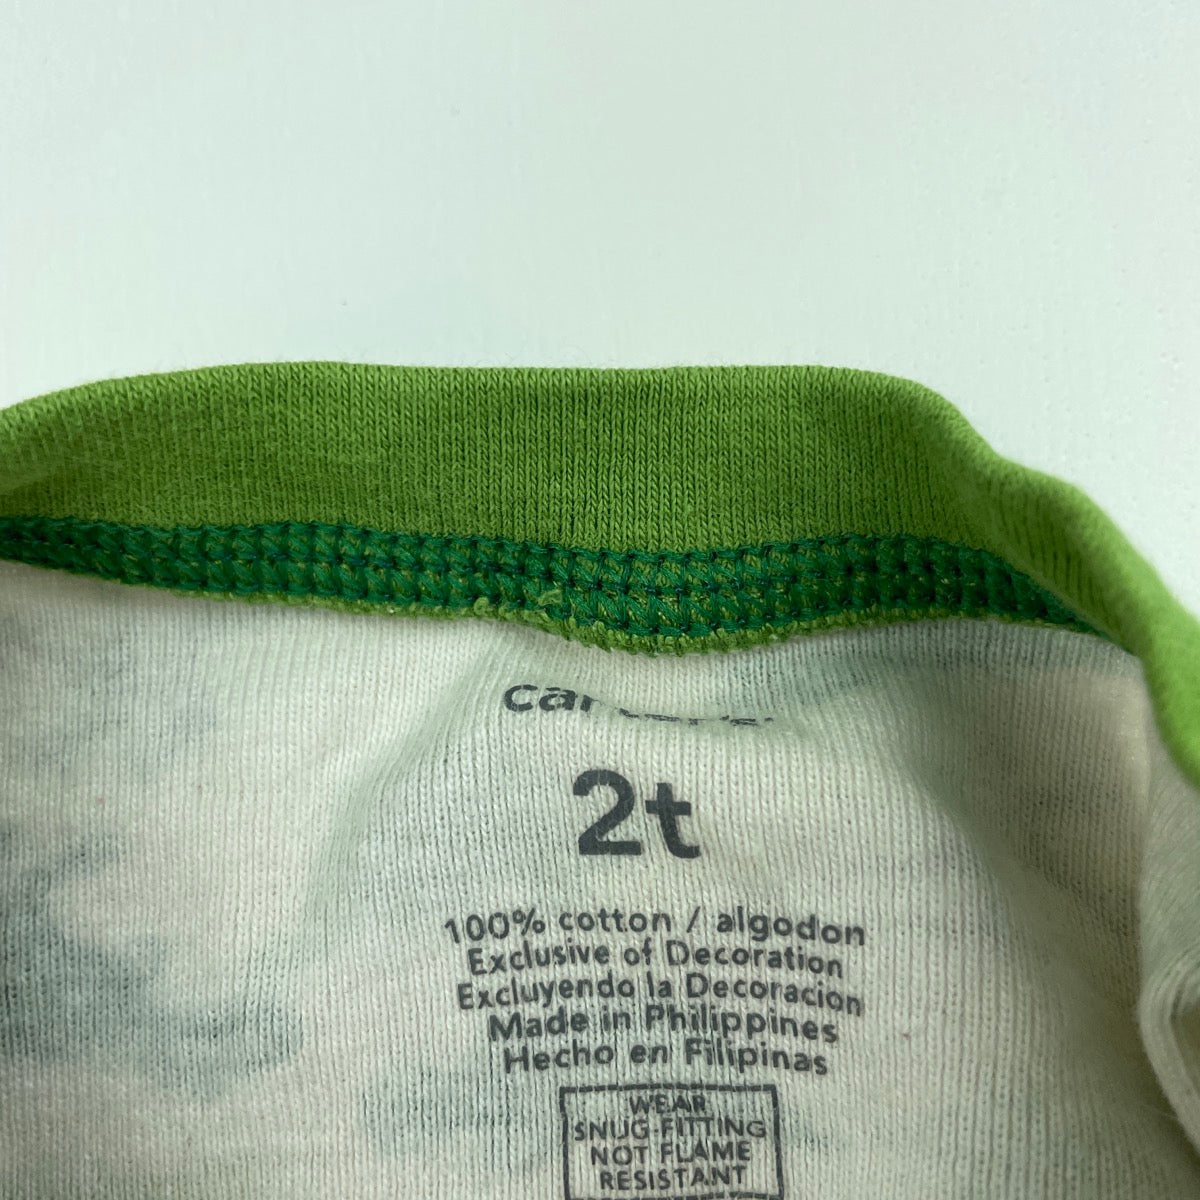 carter's
2t
100% cotton / algodon
Exclusive of Decoration
Excluyendo la Decoracion
Made in Philippines
Hecho en Filipinas
WEAR
SNUG-FITTING
NOT FLAME
RESISTANT